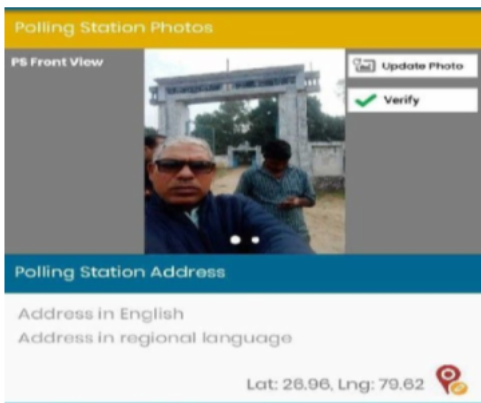 Polling Station Photos
PS Front View
Update Photo
Verify
Polling Station Address
Address in English
Address in regional language
Lat: 26.96, Lng: 79.62